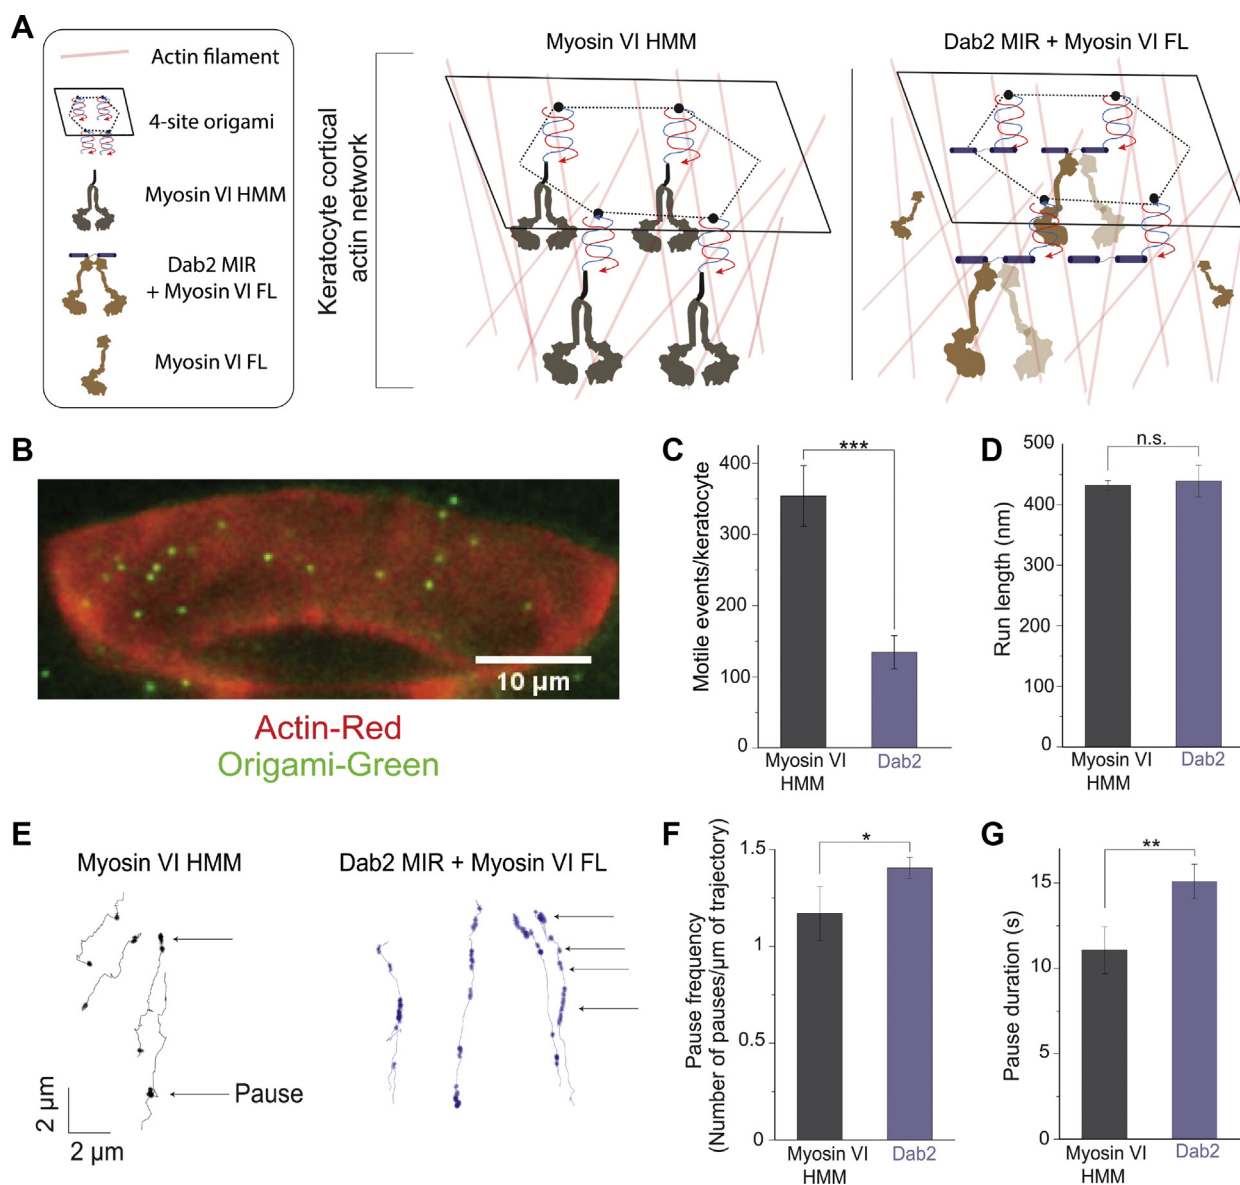 A
Actin filament
4-site origami
Myosin VI HMM
Dab2 MIR
+ Myosin VI FL
Myosin VI FL
Keratocyte cortical
actin network
Myosin VI HMM
Dab2 MIR + Myosin VI FL
B
10 µm
Actin-Red
Origami-Green
C
Motile events/keratocyte
400
300
200
100
0
***
Myosin VI
HMM
Dab2
D
Run length (nm)
500
400
300
200
100
0
n.s.
Myosin VI
HMM
Dab2
E
Myosin VI HMM
Dab2 MIR + Myosin VI FL
Pause
2 µm
2 µm
F
Pause frequency
(Number of pauses/µm of trajectory)
1.5
1
0.5
0
*
Myosin VI
HMM
Dab2
G
Pause duration (s)
15
10
5
0
**
Myosin VI
HMM
Dab2